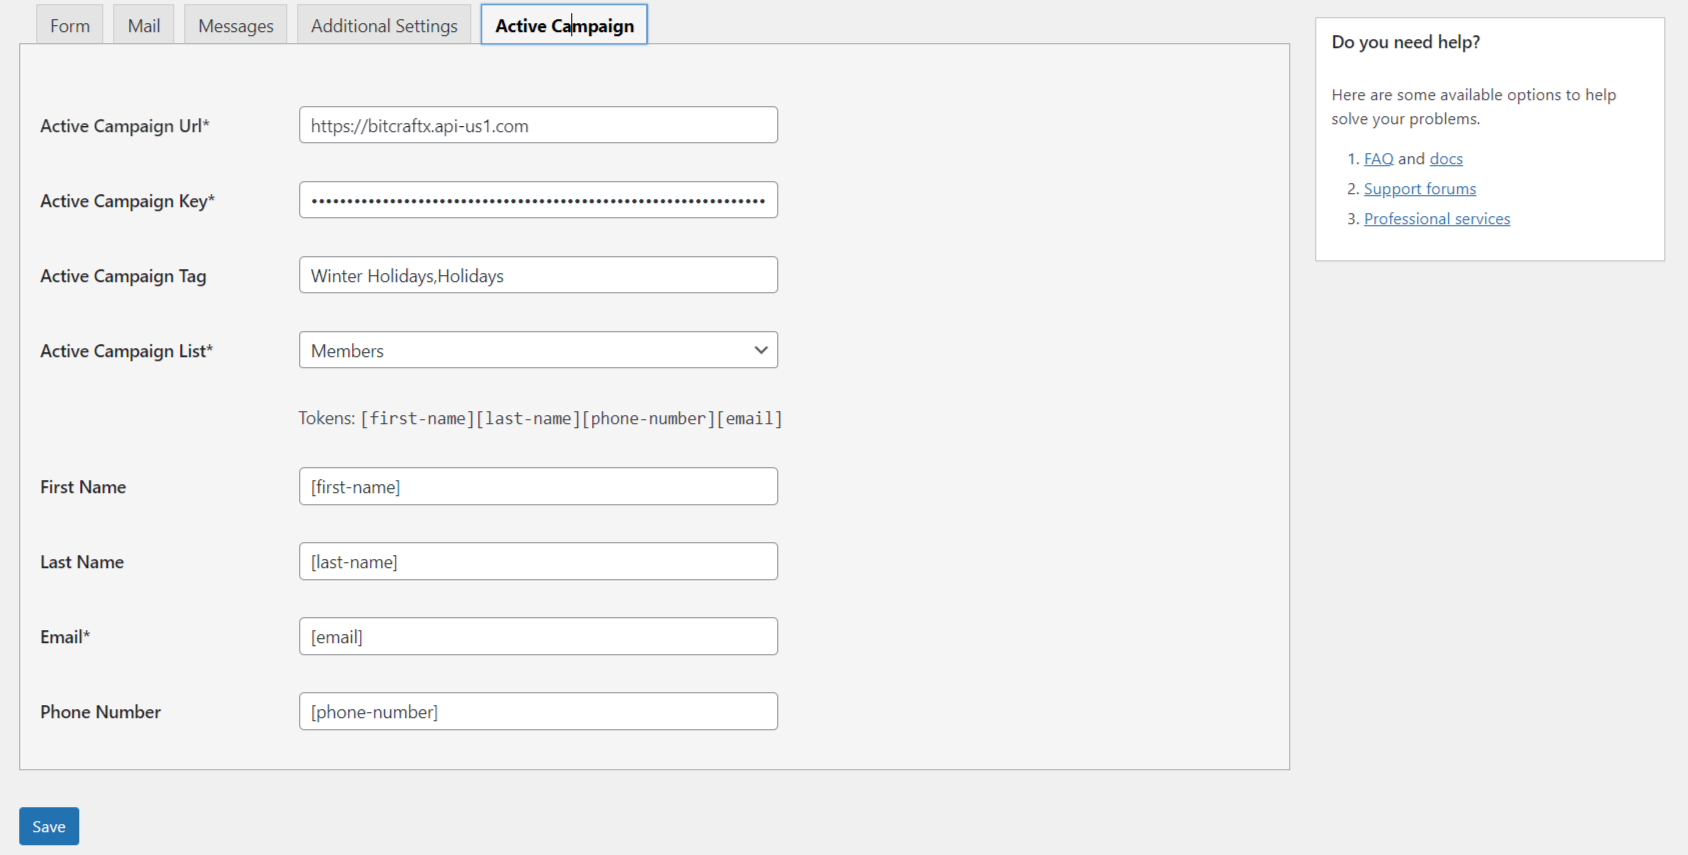 Form
Mail
Messages
Additional Settings
Active Campaign
Active Campaign Url*
https://bitcraftx.api-us1.com
Active Campaign Key*
Active Campaign Tag
Winter Holidays,Holidays
Active Campaign List*
Members
Tokens: [first-name][last-name][phone-number][email]
First Name
[first-name]
Last Name
[last-name]
Email*
[email]
Phone Number
[phone-number]
Save
Do you need help?
Here are some available options to help
solve your problems.
1. FAQ and docs
2. Support forums
3. Professional services